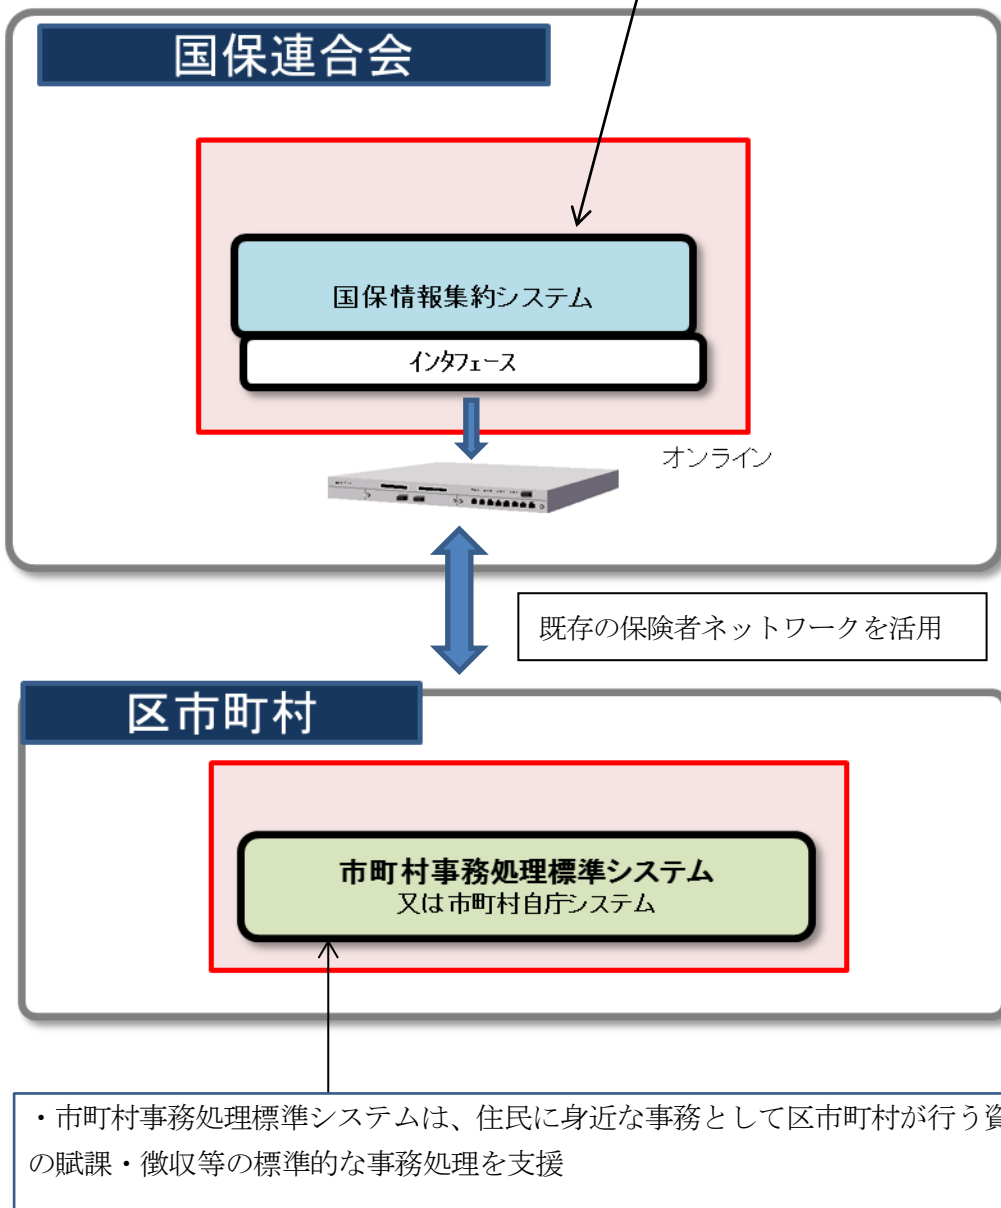 国保連合会
国保情報集約システム
インタフェース
オンライン
既存の保険者ネットワークを活用
区市町村
市町村事務処理標準システム
又は市町村自庁システム
・市町村事務処理標準システムは、住民に身近な事務として区市町村が行う資
の賦課・徴収等の標準的な事務処理を支援